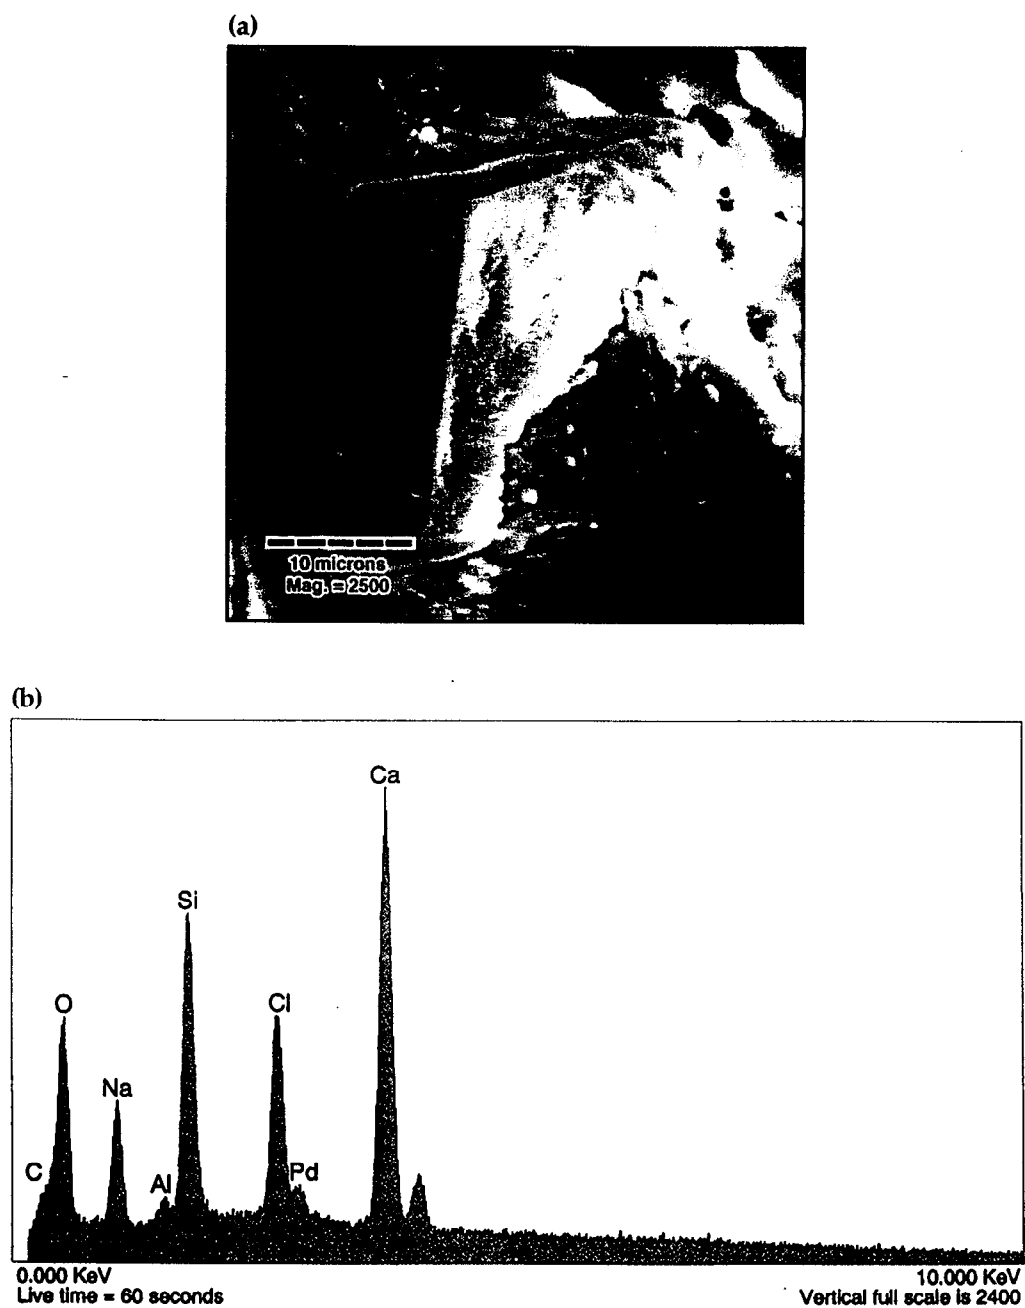 (a)
10 microns
Mag. = 2500
(b)
Ca
Si
O
Cl
Na
C
Al
Pd
0.000 KeV
10.000 KeV
Live time = 60 seconds
Vertical full scale is 2400